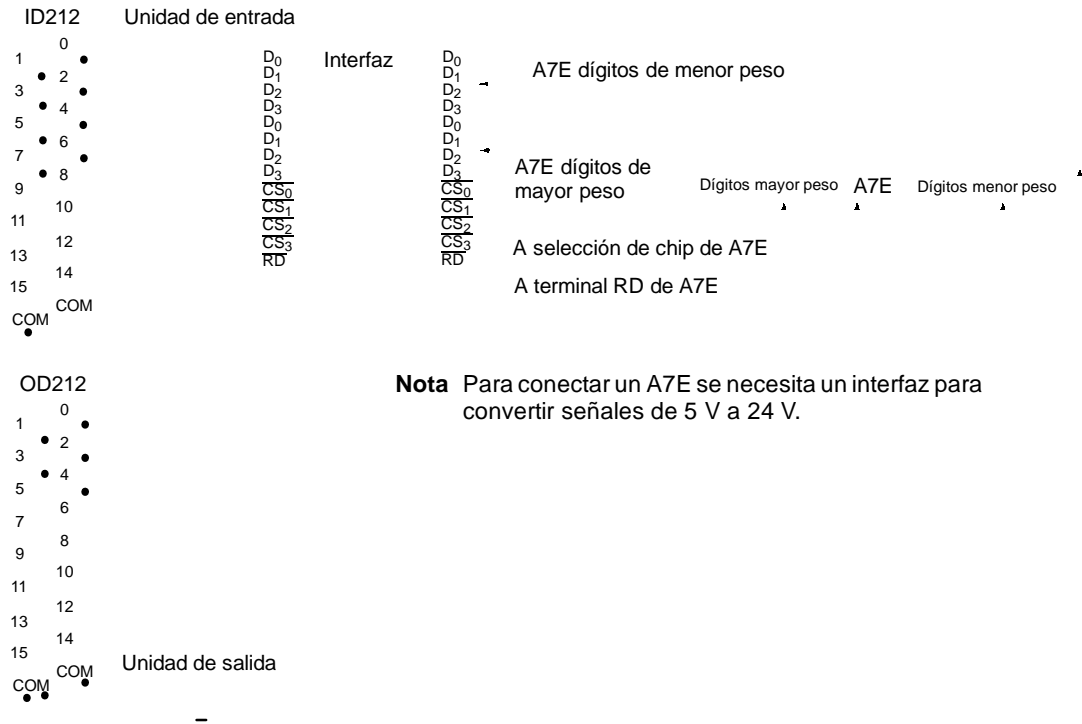 ID212 Unidad de entrada
0
1
2
3
4
5
6
7
8
9
10
11
12
13
14
15
COM
COM
Interfaz
D0
D1
D2
D3
D0
D1
D2
D3
CS0
CS1
CS2
CS3
RD
D0
D1
D2
D3
D0
D1
D2
D3
CS0
CS1
CS2
CS3
RD
A7E dígitos de menor peso
A7E dígitos de
mayor peso
Dígitos mayor peso A7E Dígitos menor peso
A selección de chip de A7E
A terminal RD de A7E
OD212
0
1
2
3
4
5
6
7
8
9
10
11
12
13
14
15
COM
COM
Unidad de salida
Nota Para conectar un A7E se necesita un interfaz para
convertir señales de 5 V a 24 V.